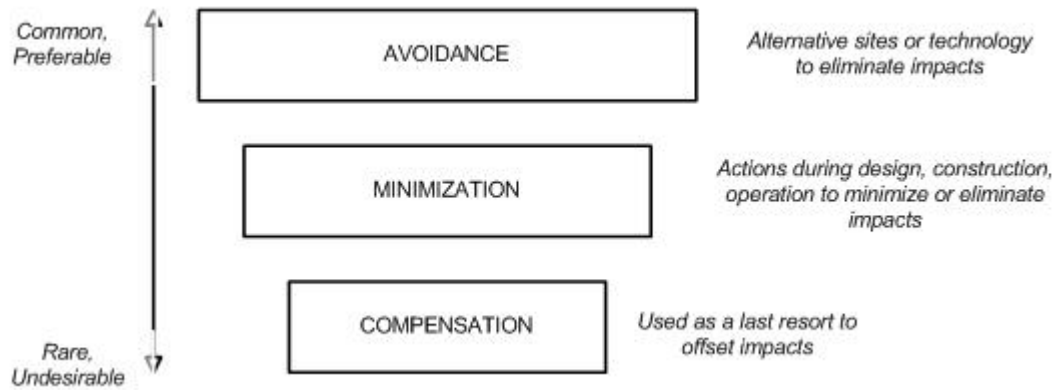 Common,
Preferable
AVOIDANCE
Alternative sites or technology
to eliminate impacts
MINIMIZATION
Actions during design, construction,
operation to minimize or eliminate
impacts
COMPENSATION
Used as a last resort to
offset impacts
Rare,
Undesirable